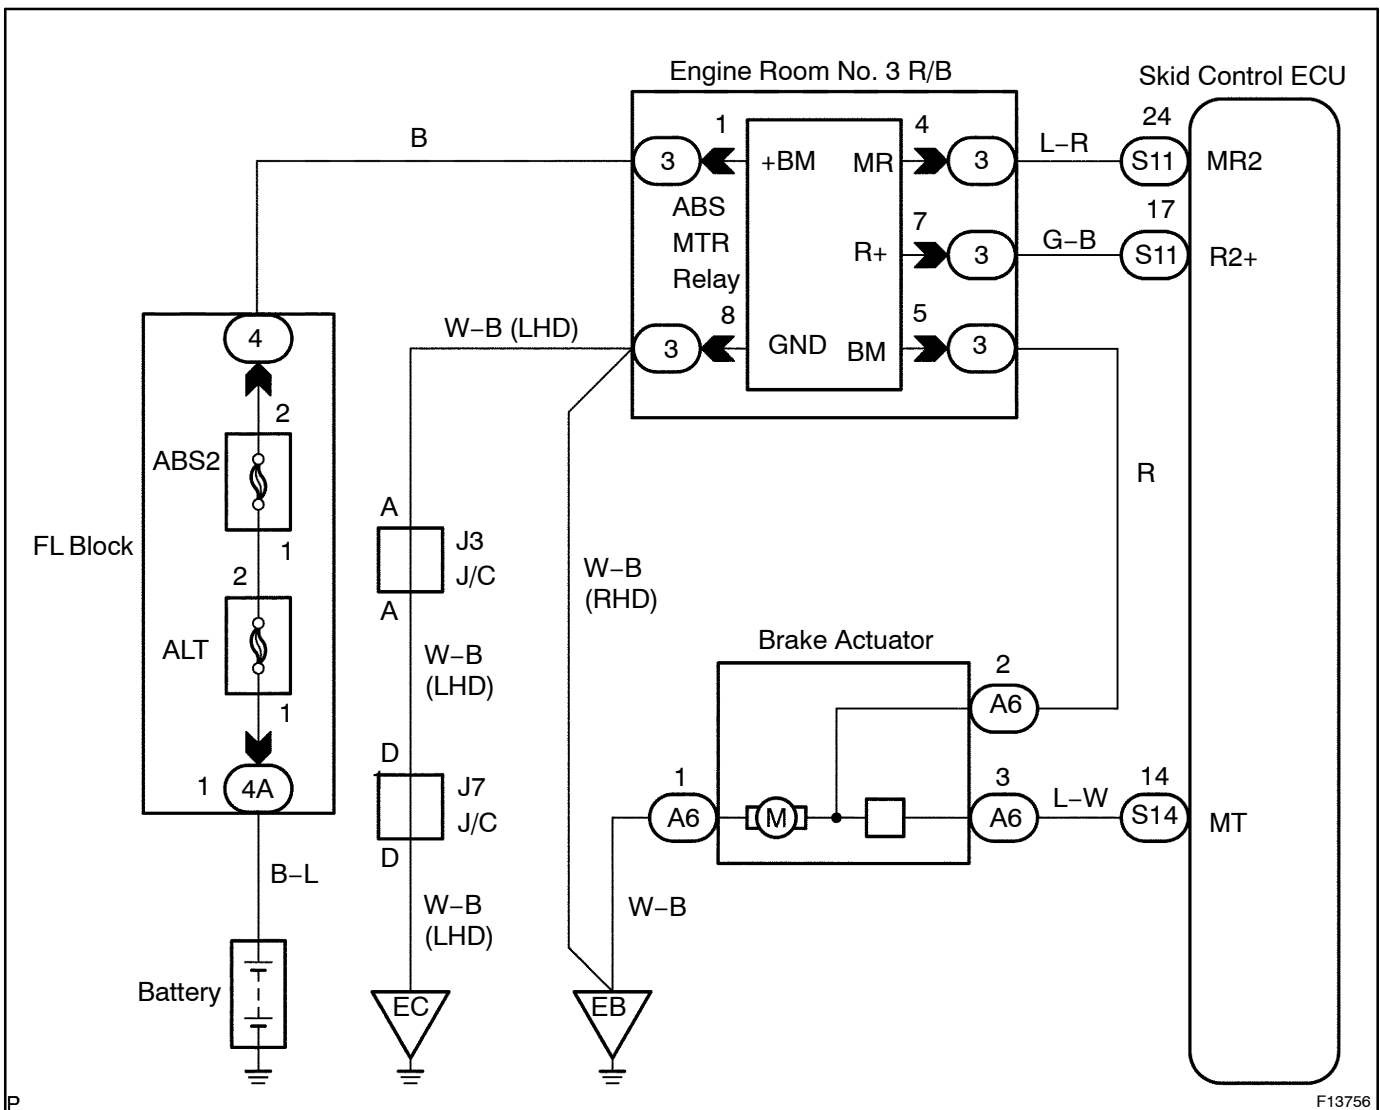 Engine Room No. 3 R/B
Skid Control ECU
B
1
4
24
3
+BM
MR
3
L–R
S11
MR2
ABS
MTR
Relay
7
17
R+
3
G–B
S11
R2+
W–B (LHD)
8
5
3
GND
BM
3
4
2
ABS2
1
FL Block
2
ALT
1
1
4A
A
J3
J/C
A
W–B
(LHD)
W–B
(RHD)
R
Brake Actuator
2
A6
D
J7
J/C
D
1
A6
M
3
A6
L–W
14
S14
MT
B–L
W–B
(LHD)
W–B
Battery
EC
EB
P
F13756